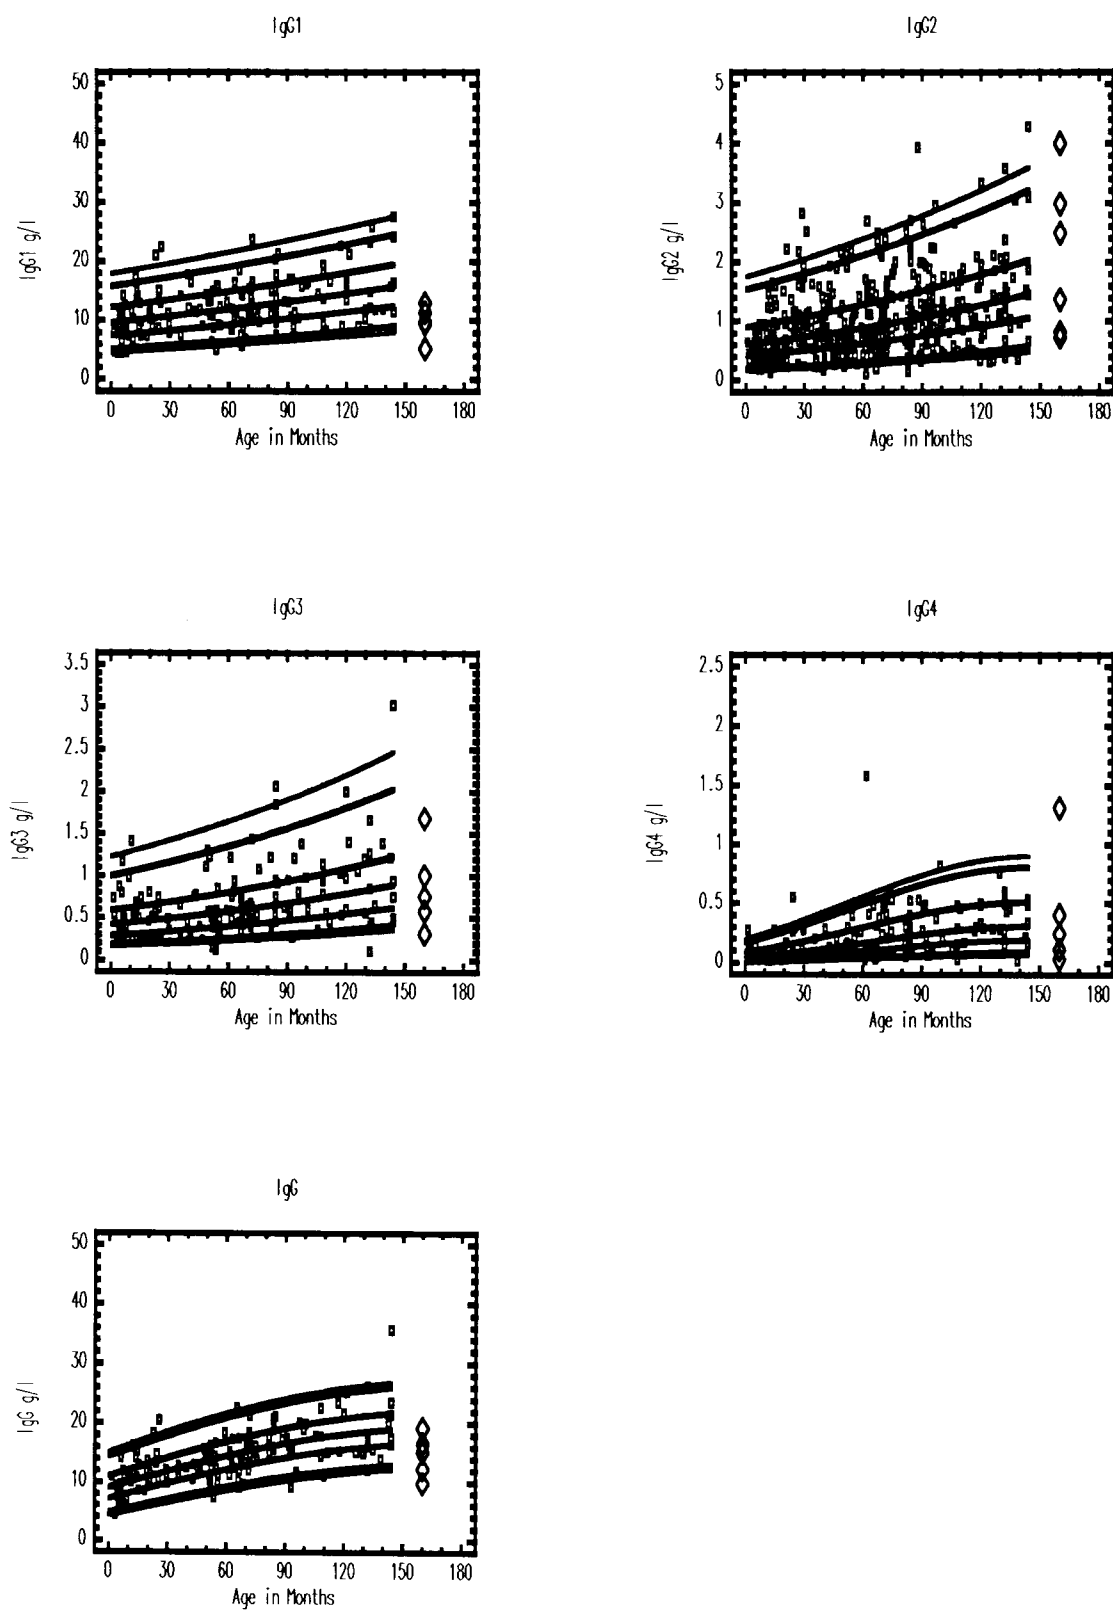 IgG1
50
40
30
20
10
0
IgG1 g/l
0 30 60 90 120 150 180
Age in Months
IgG2
5
4
3
2
1
0
IgG2 g/l
0 30 60 90 120 150 180
Age in Months
IgG3
3.5
3
2.5
2
1.5
1
0.5
0
IgG3 g/l
0 30 60 90 120 150 180
Age in Months
IgG4
2.5
2
1.5
1
0.5
0
IgG4 g/l
0 30 60 90 120 150 180
Age in Months
IgG
50
40
30
20
10
0
IgG g/l
0 30 60 90 120 150 180
Age in Months